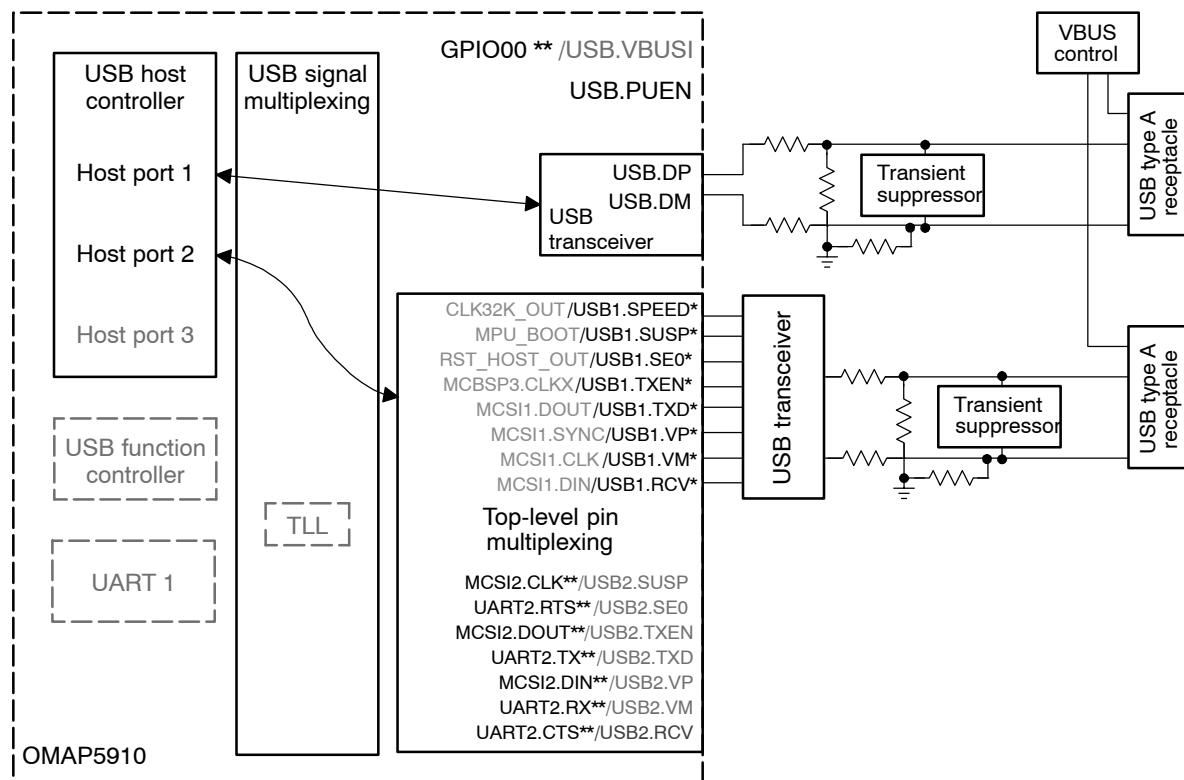 GPIO00 ** /USB.VBUSI
USB.PUEN
VBUS
control
USB host
controller
Host port 1
Host port 2
Host port 3
USB signal
multiplexing
USB.DP
USB.DM
USB
transceiver
Transient
suppressor
USB type A
receptacle
CLK32K_OUT/USB1.SPEED*
MPU_BOOT/USB1.SUSP*
RST_HOST_OUT/USB1.SE0*
MCBSP3.CLKX/USB1.TXEN*
MCSI1.DOUT/USB1.TXD*
MCSI1.SYNC/USB1.VP*
MCSI1.CLK/USB1.VM*
MCSI1.DIN/USB1.RCV*
Top-level pin
multiplexing
MCSI2.CLK**/USB2.SUSP
UART2.RTS**/USB2.SE0
MCSI2.DOUT**/USB2.TXEN
UART2.TX**/USB2.TXD
MCSI2.DIN**/USB2.VP
UART2.RX**/USB2.VM
UART2.CTS**/USB2.RCV
USB transceiver
Transient
suppressor
USB type A
receptacle
USB function
controller
TLL
UART 1
OMAP5910